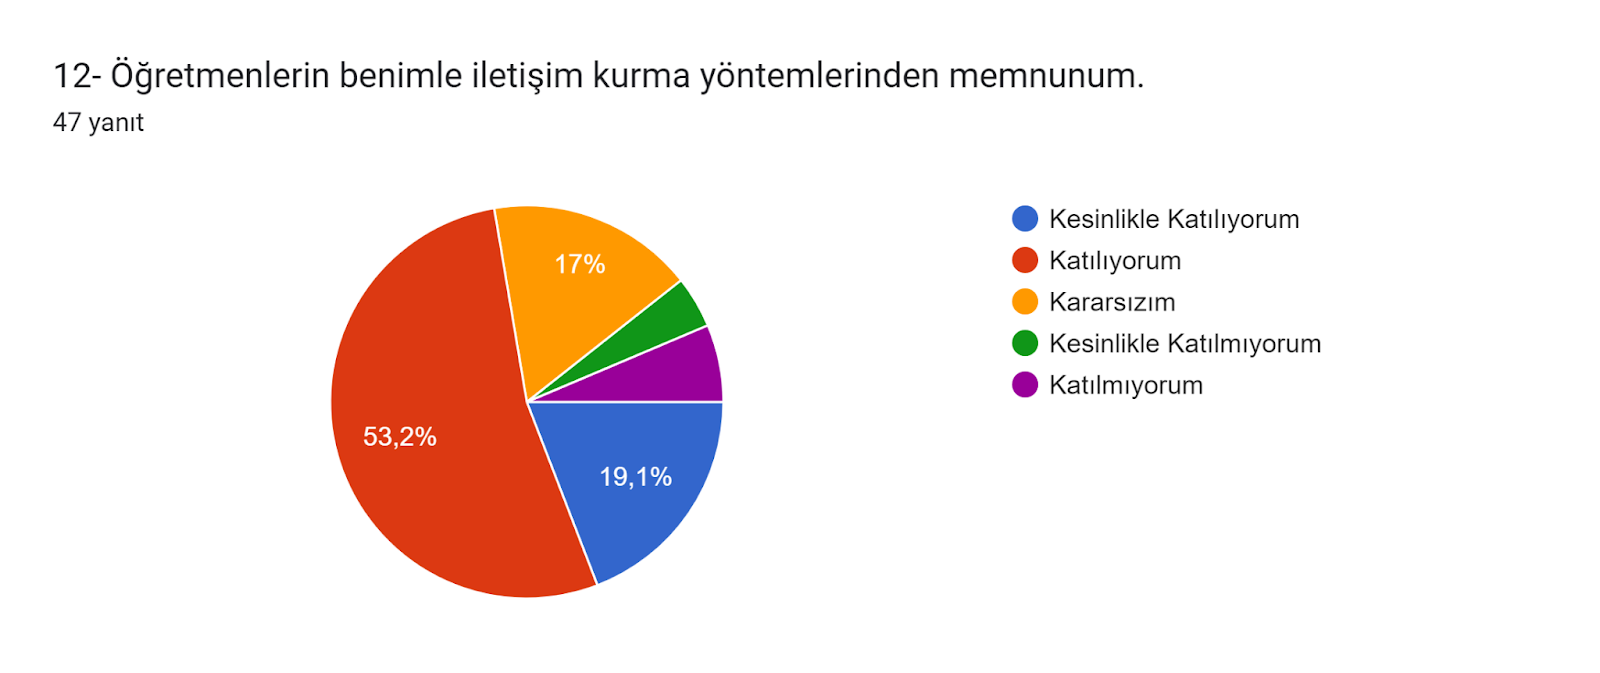 12- Öğretmenlerin benimle iletişim kurma yöntemlerinden memnunum.
47 yanıt
17%
53,2%
19,1%
Kesinlikle Katılıyorum
Katılıyorum
Kararsızım
Kesinlikle Katılmıyorum
Katılmıyorum